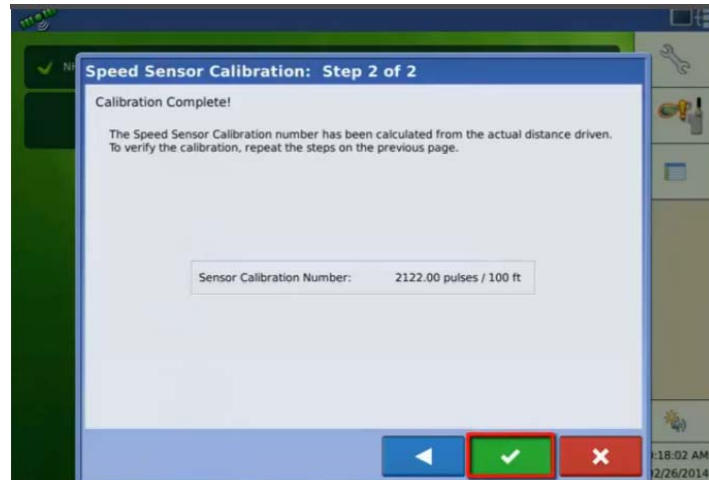 Speed Sensor Calibration: Step 2 of 2
Calibration Complete!
The Speed Sensor Calibration number has been calculated from the actual distance driven.
To verify the calibration, repeat the steps on the previous page.
Sensor Calibration Number: 2122.00 pulses / 100 ft
:18:02 AM
02/26/2014